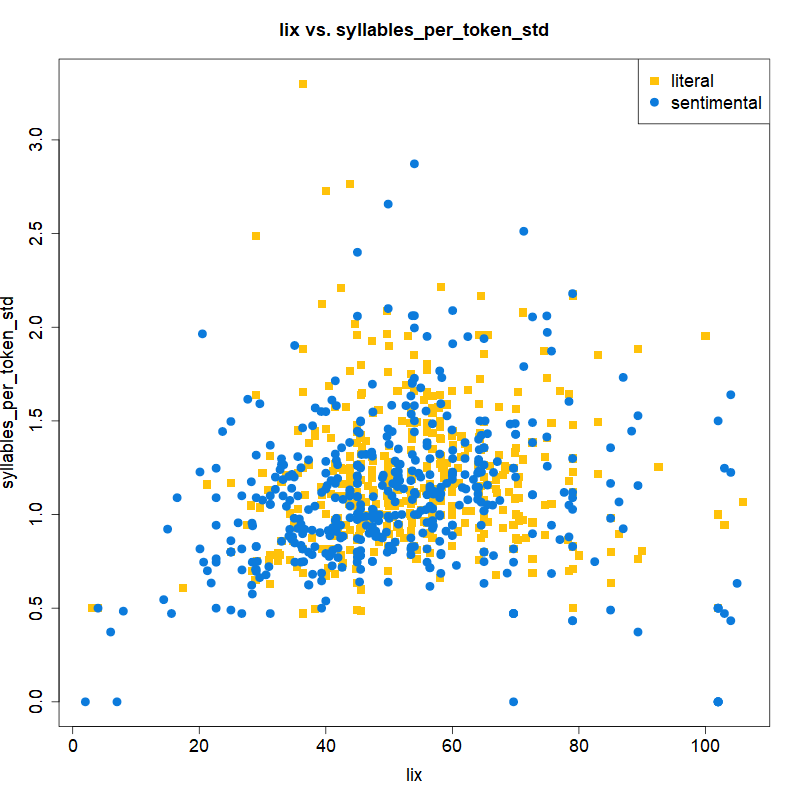 lix vs. syllables_per_token_std
literal
sentimental
syllables_per_token_std
3.0
2.5
2.0
1.5
1.0
0.5
0.0
0 20 40 60 80 100
lix